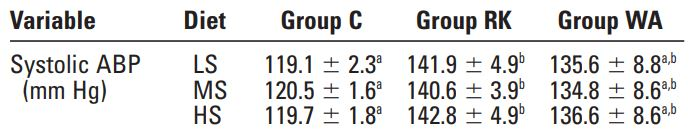 Variable Diet Group C Group RK Group WA
Systolic ABP LS 119.1 ± 2.3ᵃ 141.9 ± 4.9ᵇ 135.6 ± 8.8ᵃ,ᵇ
(mm Hg) MS 120.5 ± 1.6ᵃ 140.6 ± 3.9ᵇ 134.8 ± 8.6ᵃ,ᵇ
HS 119.7 ± 1.8ᵃ 142.8 ± 4.9ᵇ 136.6 ± 8.6ᵃ,ᵇ